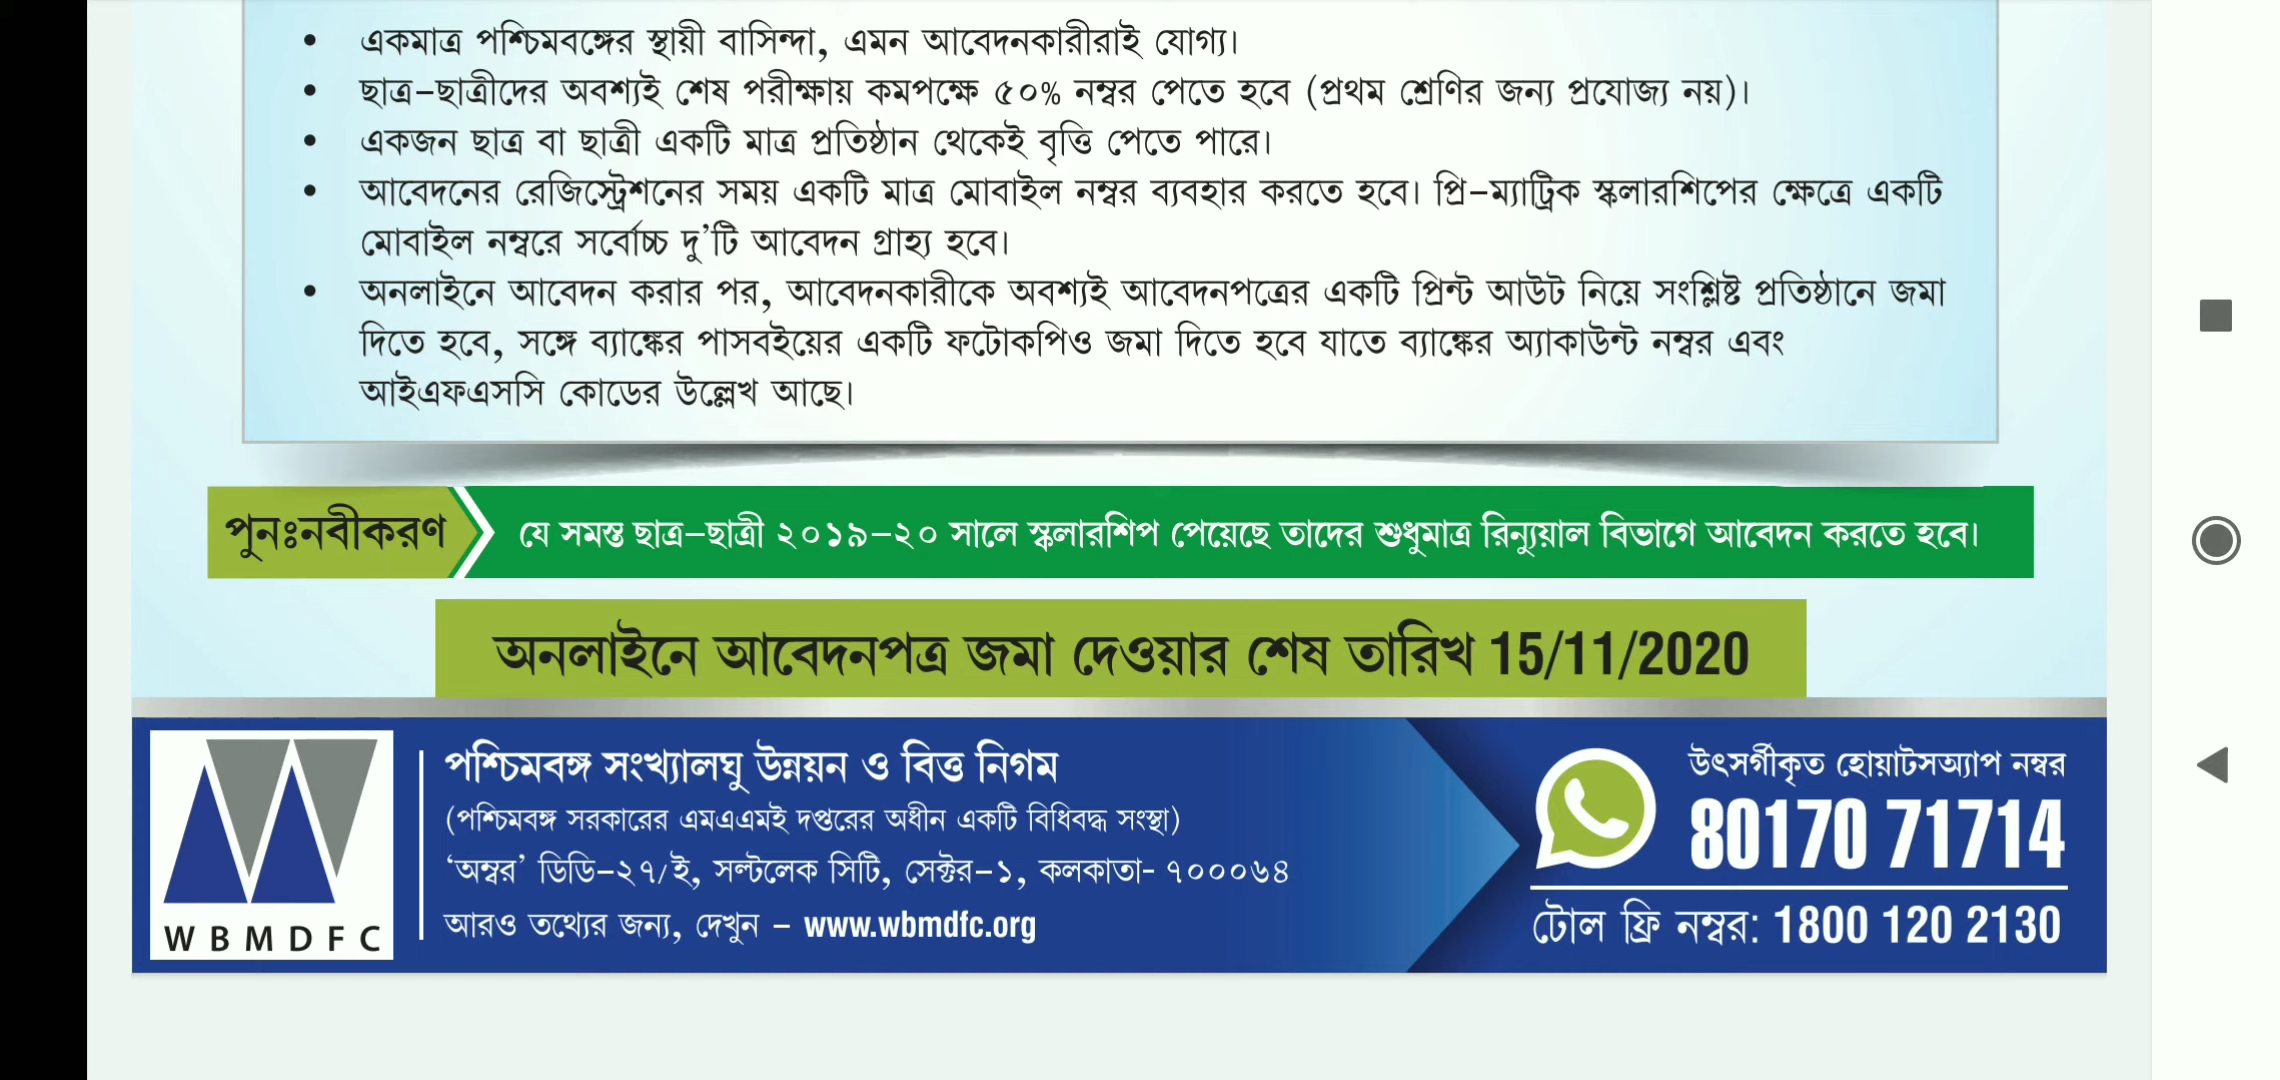 • একমাত্র পশ্চিমবঙ্গের স্থায়ী বাসিন্দা, এমন আবেদনকারীরাই যোগ্য।
• ছাত্র-ছাত্রীদের অবশ্যই শেষ পরীক্ষায় কমপক্ষে ৫০% নম্বর পেতে হবে (প্রথম শ্রেণির জন্য প্রযোজ্য নয়)।
• একজন ছাত্র বা ছাত্রী একটি মাত্র প্রতিষ্ঠান থেকেই বৃত্তি পেতে পারে।
• আবেদনের রেজিস্ট্রেশনের সময় একটি মাত্র মোবাইল নম্বর ব্যবহার করতে হবে। প্রি-ম্যাট্রিক স্কলারশিপের ক্ষেত্রে একটি
মোবাইল নম্বরে সর্বোচ্চ দু'টি আবেদন গ্রাহ্য হবে।
• অনলাইনে আবেদন করার পর, আবেদনকারীকে অবশ্যই আবেদনপত্রের একটি প্রিন্ট আউট নিয়ে সংশ্লিষ্ট প্রতিষ্ঠানে জমা
দিতে হবে, সঙ্গে ব্যাঙ্কের পাসবইয়ের একটি ফটোকপিও জমা দিতে হবে যাতে ব্যাঙ্কের অ্যাকাউন্ট নম্বর এবং
আইএফএসসি কোডের উল্লেখ আছে।
পুনঃনবীকরণ
যে সমস্ত ছাত্র-ছাত্রী ২০১৯-২০ সালে স্কলারশিপ পেয়েছে তাদের শুধুমাত্র রিন্যুয়াল বিভাগে আবেদন করতে হবে।
অনলাইনে আবেদনপত্র জমা দেওয়ার শেষ তারিখ 15/11/2020
WBMDFC
পশ্চিমবঙ্গ সংখ্যালঘু উন্নয়ন ও বিত্ত নিগম
(পশ্চিমবঙ্গ সরকারের এমএএমই দপ্তরের অধীন একটি বিধিবদ্ধ সংস্থা)
'অম্বর' ডিডি-২৭/ই, সল্টলেক সিটি, সেক্টর-১, কলকাতা- ৭০০০৬৪
আরও তথ্যের জন্য, দেখুন - www.wbmdfc.org
উৎসর্গীকৃত হোয়াটসঅ্যাপ নম্বর
80170 71714
টোল ফ্রি নম্বর: 1800 120 2130